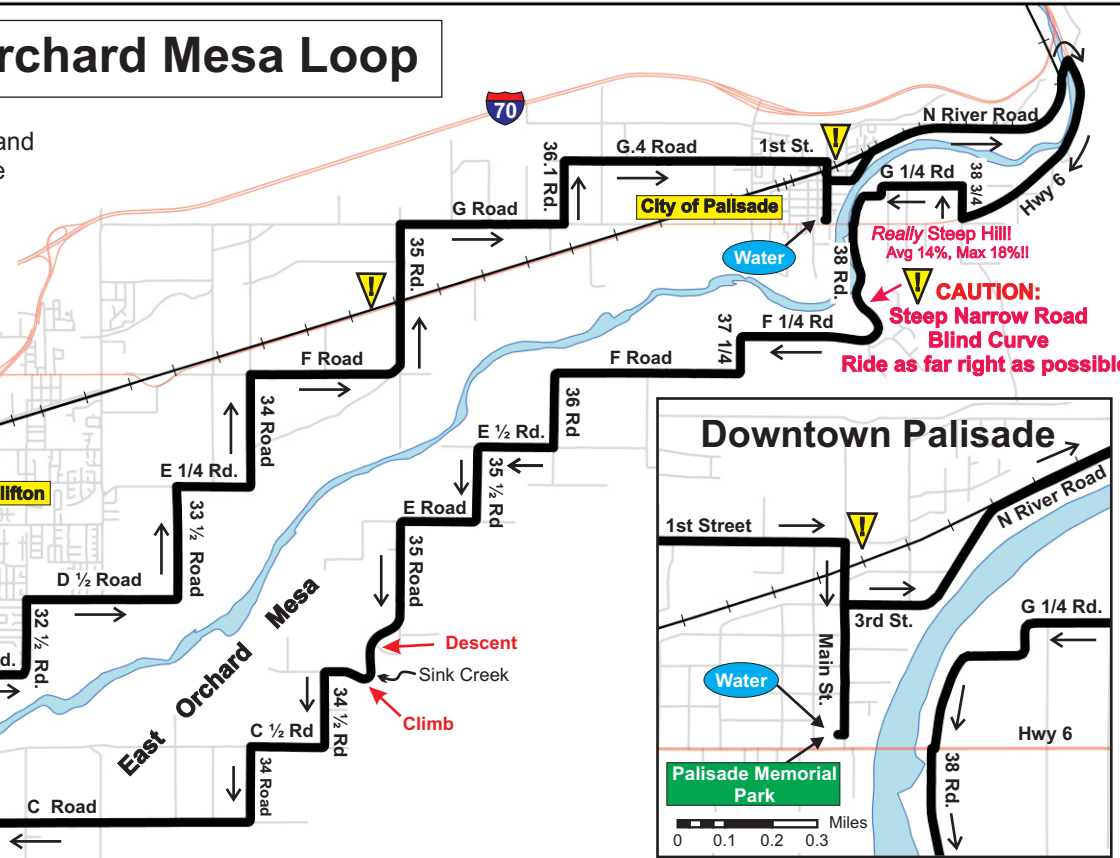 rchard Mesa Loop
and
e
70
N River Road
36.1 Rd.
G.4 Road
1st St.
!
G 1/4 Rd
38 3/4
Hwy 6
City of Palisade
G Road
Really Steep Hill!
Avg 14%, Max 18%!!
Water
38 Rd.
35 Rd.
!
!
CAUTION:
Steep Narrow Road
Blind Curve
Ride as far right as possible
F 1/4 Rd
37 1/4
F Road
F Road
34 Road
36 Rd
E ½ Rd.
35 ½ Rd
E 1/4 Rd.
lifton
33 ½ Road
E Road
35 Road
D ½ Road
32 ½ Rd.
d.
East Orchard Mesa
Descent
Sink Creek
Climb
34 ½ Rd
C ½ Rd
34 Road
C Road
Downtown Palisade
N River Road
1st Street
!
3rd St.
G 1/4 Rd.
Main St.
Water
Hwy 6
38 Rd.
Palisade Memorial
Park
Miles
0 0.1 0.2 0.3